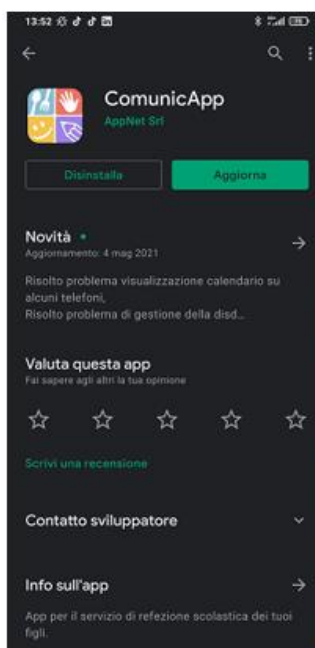 13:52
ComunicApp
AppNet Srl
Disinstalla
Aggiorna
Novità
Aggiornamento: 4 mag 2021
Risolto problema visualizzazione calendario su
alcuni telefoni,
Risolto problema di gestione della disd...
Valuta questa app
Fai sapere agli altri la tua opinione
Scrivi una recensione
Contatto sviluppatore
Info sull'app
App per il servizio di refezione scolastica dei tuoi
figli.